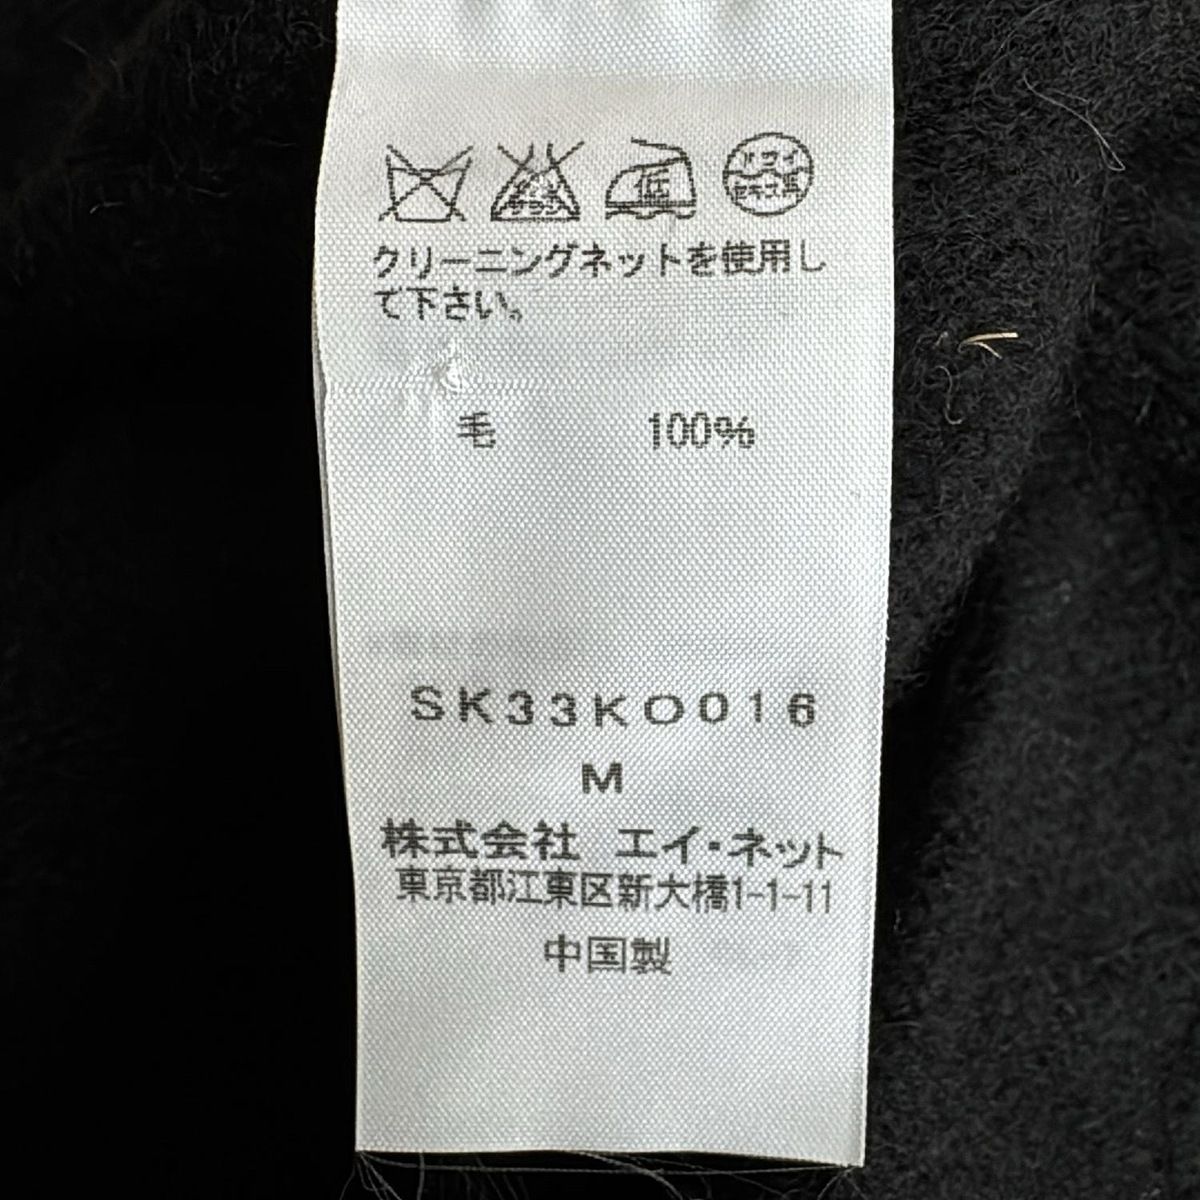 低
クリーニングネットを使用し
て下さい。
毛 100%
SK33KO016
M
株式会社 エイ・ネット
東京都江東区新大橋1-1-11
中国製